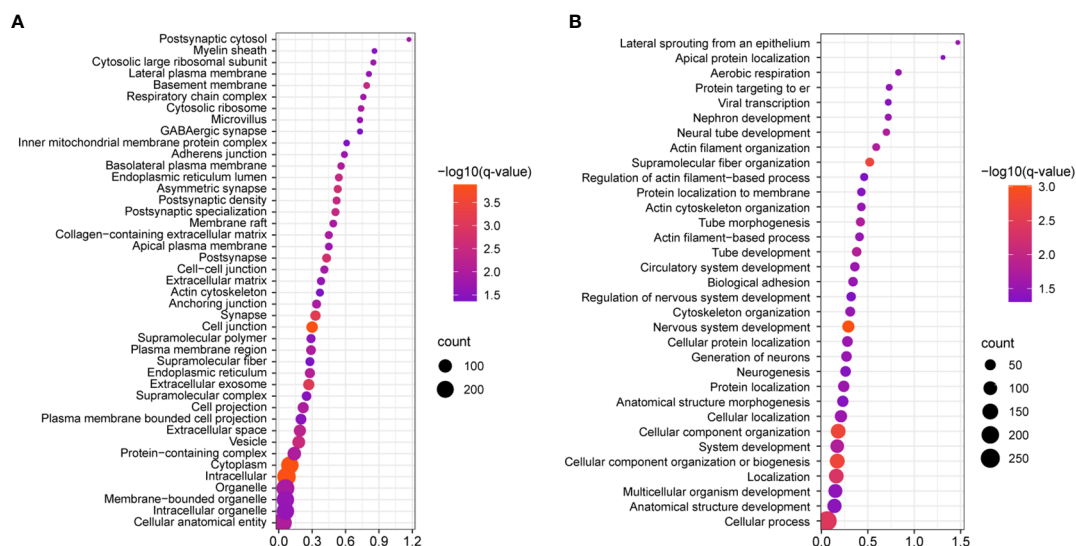 A
Postsynaptic cytosol
Myelin sheath
Cytosolic large ribosomal subunit
Lateral plasma membrane
Basement membrane
Respiratory chain complex
Cytosolic ribosome
Microvillus
GABAergic synapse
Inner mitochondrial membrane protein complex
Adherens junction
Basolateral plasma membrane
Endoplasmic reticulum lumen
Asymmetric synapse
Postsynaptic density
Postsynaptic specialization
Membrane raft
Collagen−containing extracellular matrix
Apical plasma membrane
Postsynapse
Cell−cell junction
Extracellular matrix
Actin cytoskeleton
Anchoring junction
Synapse
Cell junction
Supramolecular polymer
Plasma membrane region
Supramolecular fiber
Endoplasmic reticulum
Extracellular exosome
Supramolecular complex
Cell projection
Plasma membrane bounded cell projection
Extracellular space
Vesicle
Protein−containing complex
Cytoplasm
Intracellular
Organelle
Membrane−bounded organelle
Intracellular organelle
Cellular anatomical entity
0.0 0.3 0.6 0.9 1.2
−log10(q−value)
3.5
3.0
2.5
2.0
1.5
count
100
200
B
Lateral sprouting from an epithelium
Apical protein localization
Aerobic respiration
Protein targeting to er
Viral transcription
Nephron development
Neural tube development
Actin filament organization
Supramolecular fiber organization
Regulation of actin filament−based process
Protein localization to membrane
Actin cytoskeleton organization
Tube morphogenesis
Actin filament−based process
Tube development
Circulatory system development
Biological adhesion
Regulation of nervous system development
Cytoskeleton organization
Nervous system development
Cellular protein localization
Generation of neurons
Neurogenesis
Protein localization
Anatomical structure morphogenesis
Cellular localization
Cellular component organization
System development
Cellular component organization or biogenesis
Localization
Multicellular organism development
Anatomical structure development
Cellular process
0.0 0.5 1.0 1.5
−log10(q−value)
3.0
2.5
2.0
1.5
count
50
100
150
200
250